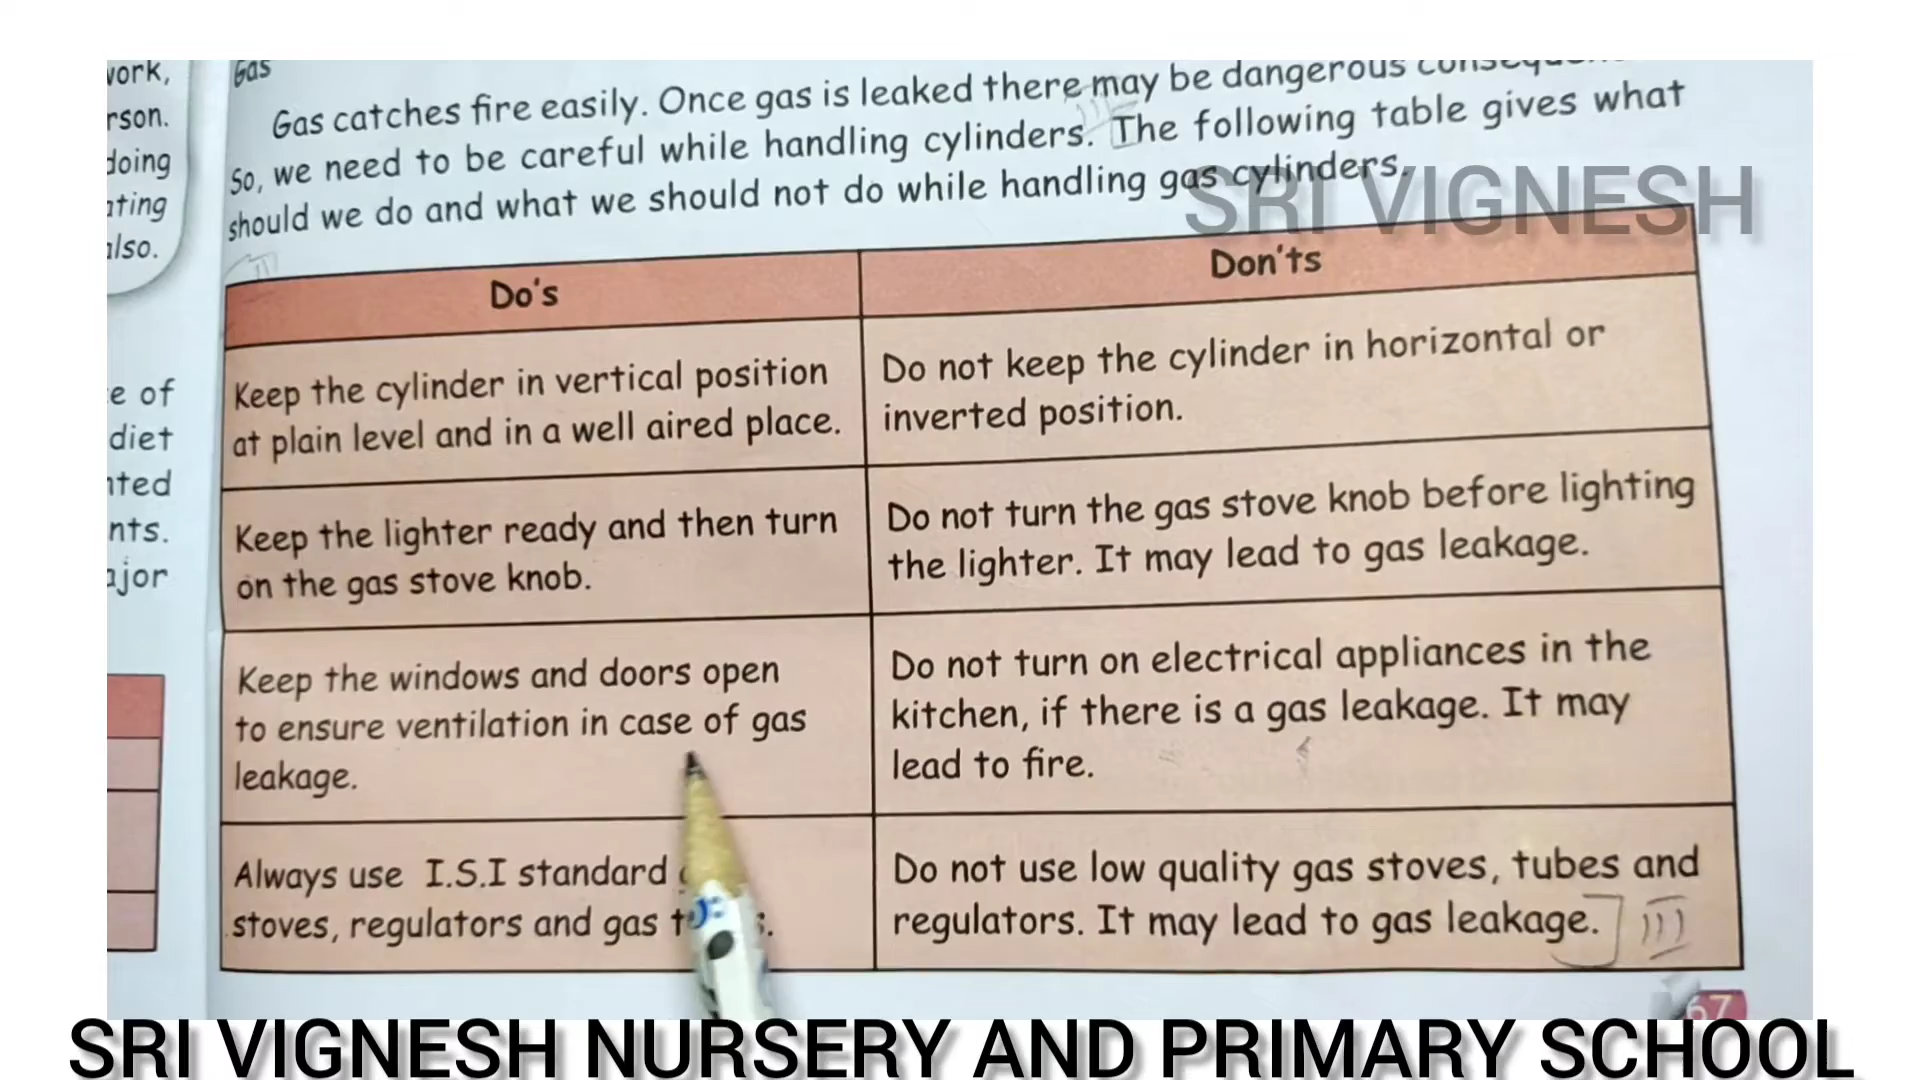 work,
rson.
doing
ating
also.
e of
diet
nted
nts.
ajor
Gas
Gas catches fire easily. Once gas is leaked there may be dangerous
So, we need to be careful while handling cylinders. The following table gives what
should we do and what we should not do while handling gas cylinders.
SRI VIGNESH
Do's
Don'ts
Keep the cylinder in vertical position
at plain level and in a well aired place.
Do not keep the cylinder in horizontal or
inverted position.
Keep the lighter ready and then turn
on the gas stove knob.
Do not turn the gas stove knob before lighting
the lighter. It may lead to gas leakage.
Keep the windows and doors open
to ensure ventilation in case of gas
leakage.
Do not turn on electrical appliances in the
kitchen, if there is a gas leakage. It may
lead to fire.
Always use I.S.I standard
stoves, regulators and gas
Do not use low quality gas stoves, tubes and
regulators. It may lead to gas leakage.
67
SRI VIGNESH NURSERY AND PRIMARY SCHOOL